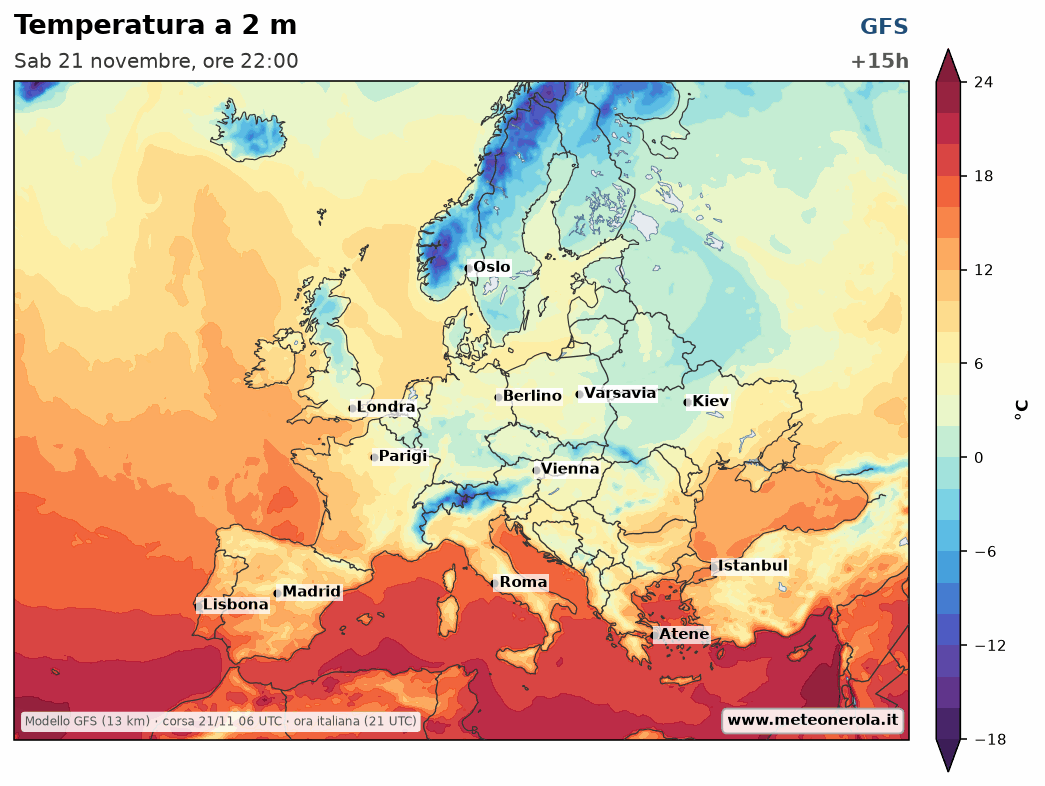 Temperatura a 2 m
GFS
Sab 21 novembre, ore 22:00
+15h
24
18
12
6
0
−6
−12
−18
°C
Oslo
Londra
Berlino
Varsavia
Kiev
Parigi
Vienna
Istanbul
Roma
Madrid
Lisbona
Atene
Modello GFS (13 km) · corsa 21/11 06 UTC · ora italiana (21 UTC)
www.meteonerola.it